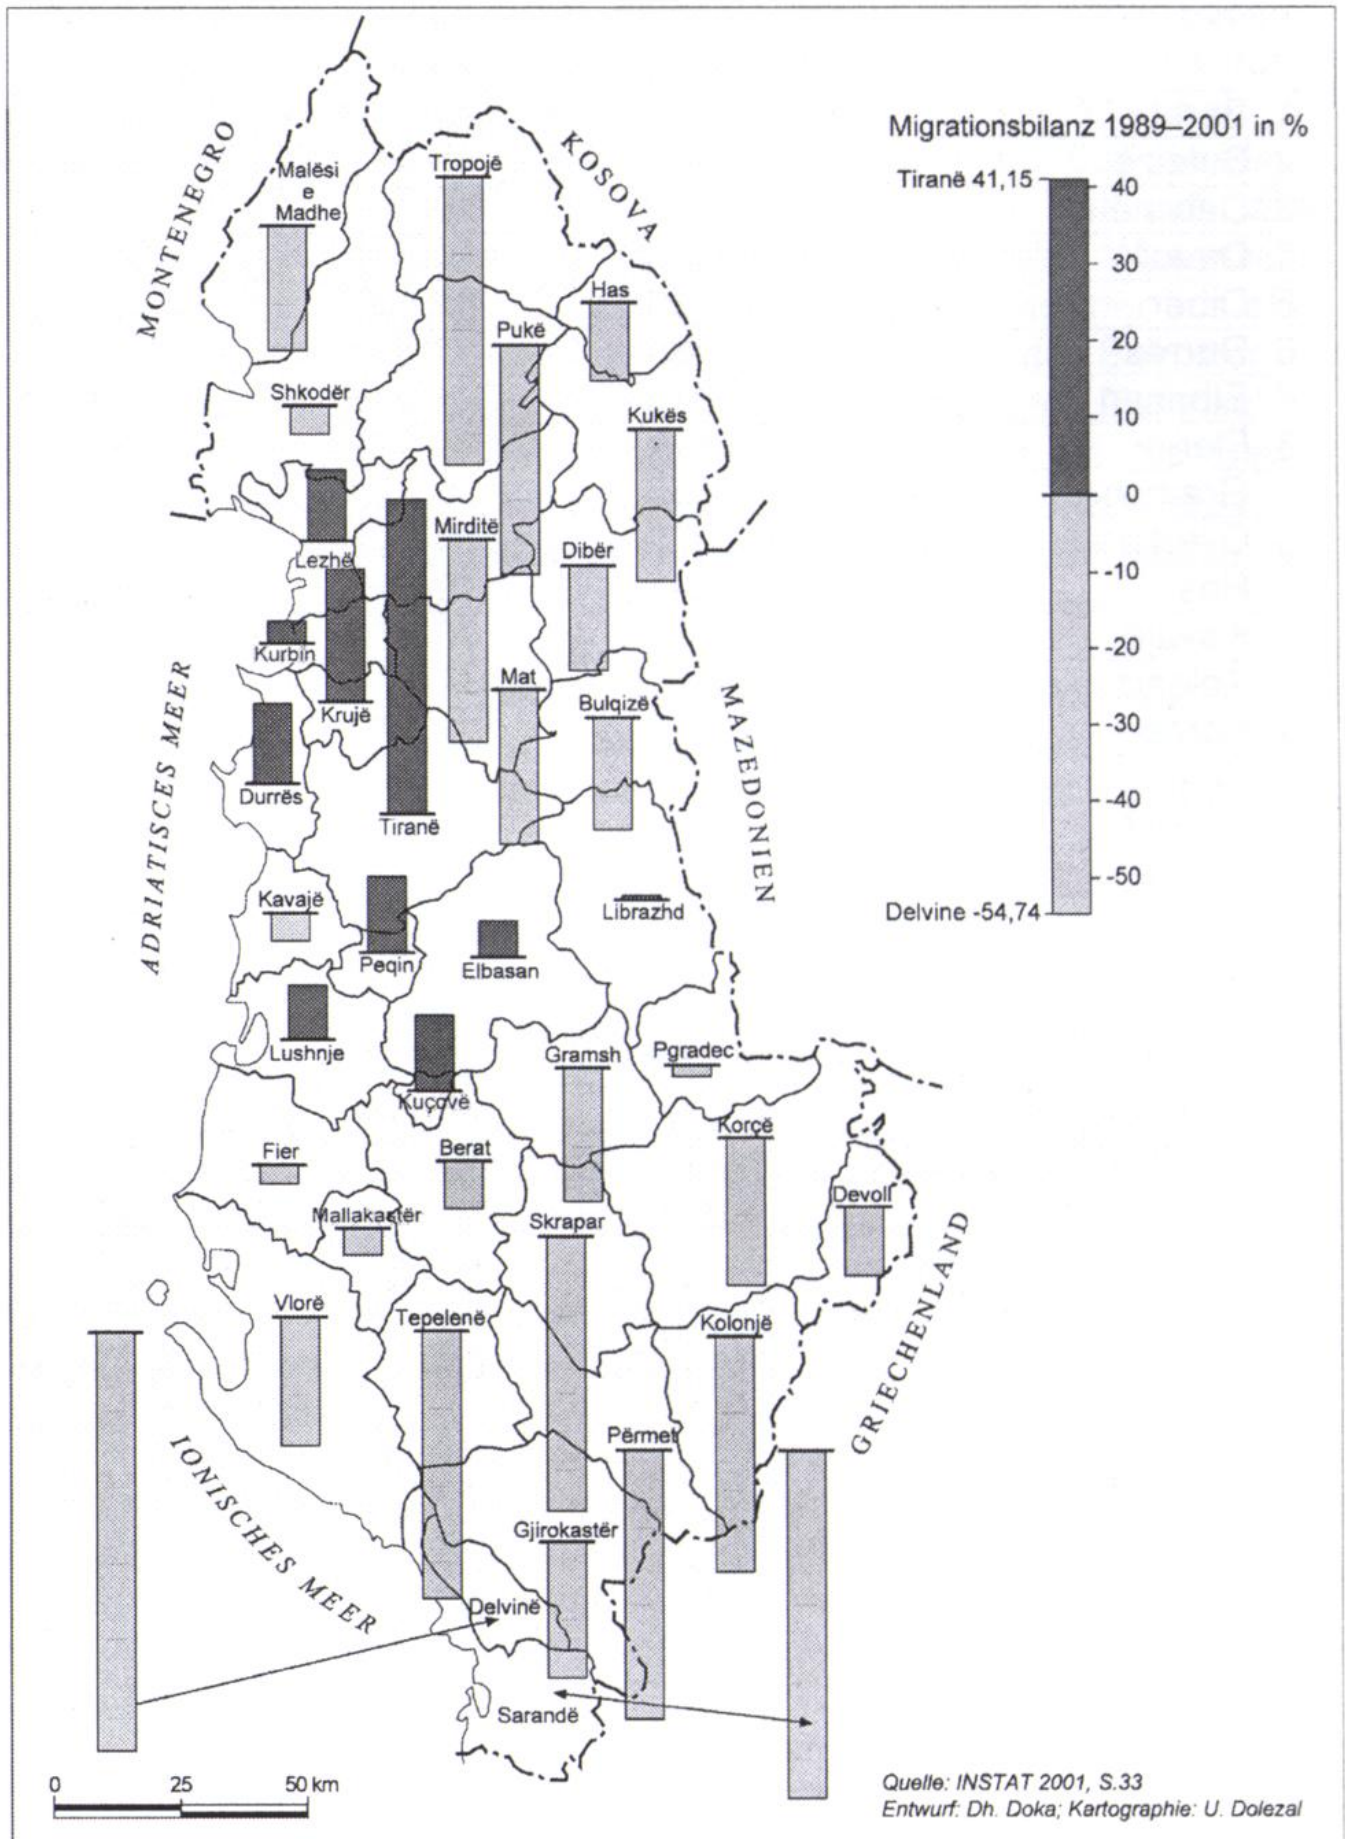 Migrationsbilanz 1989–2001 in %
Tiranë 41,15
40
30
20
10
0
-10
-20
-30
-40
-50
Delvine -54,74
MONTENEGRO
KOSOVA
MAZEDONIEN
GRIECHENLAND
ADRIATISCES MEER
IONISCHES MEER
Malësi
e
Madhe
Tropojë
Has
Pukë
Shkodër
Kukës
Lezhë
Mirditë
Dibër
Kurbin
Krujë
Mat
Bulqizë
Durrës
Tiranë
Kavajë
Peqin
Elbasan
Librazhd
Lushnje
Kuçovë
Gramsh
Pgradec
Korçë
Fier
Berat
Devoll
Mallakastër
Skrapar
Vlorë
Tepelenë
Kolonjë
Përmet
Gjirokastër
Delvinë
Sarandë
0 25 50 km
Quelle: INSTAT 2001, S.33
Entwurf: Dh. Doka; Kartographie: U. Dolezal